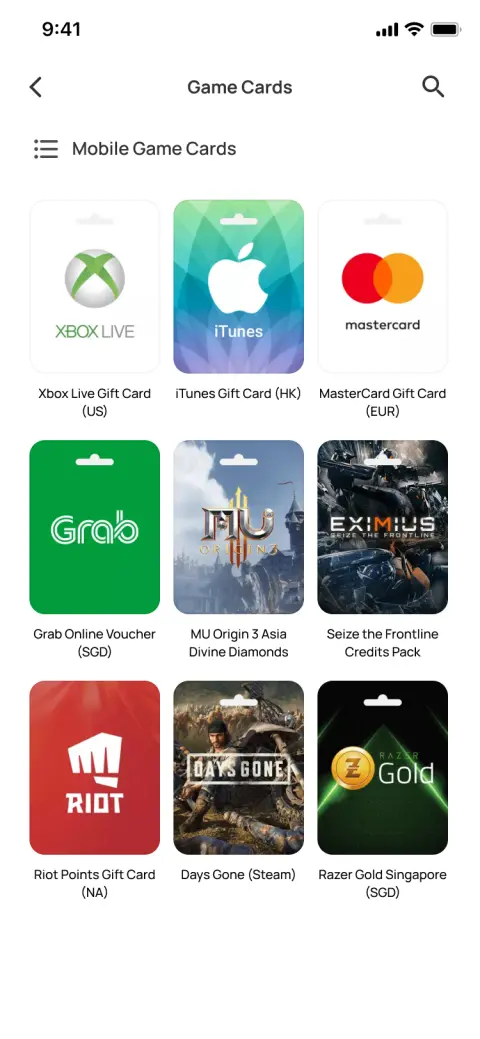 9:41
Game Cards
Mobile Game Cards
XBOX LIVE
iTunes
mastercard
Xbox Live Gift Card
(US)
iTunes Gift Card (HK)
MasterCard Gift Card
(EUR)
Grab
MU
ORIGIN3
EXIMIUS
SEIZE THE FRONTLINE
Grab Online Voucher
(SGD)
MU Origin 3 Asia
Divine Diamonds
Seize the Frontline
Credits Pack
RIOT
DAYS GONE
RAZER
Gold
Riot Points Gift Card
(NA)
Days Gone (Steam)
Razer Gold Singapore
(SGD)